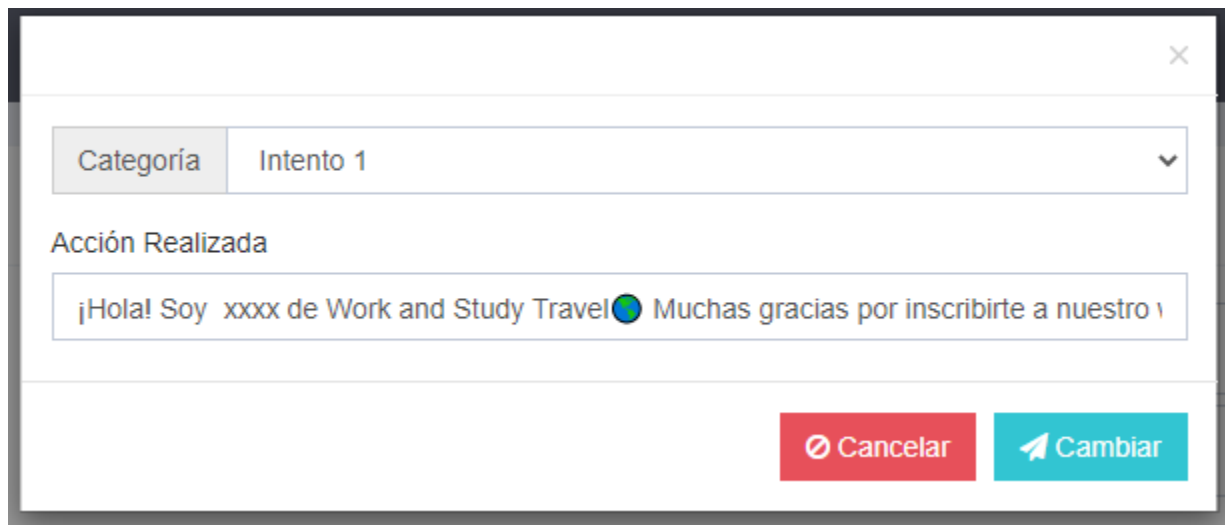 ×
Categoría Intento 1
Acción Realizada
¡Hola! Soy  xxxx de Work and Study Travel🌎 Muchas gracias por inscribirte a nuestro
Cancelar Cambiar